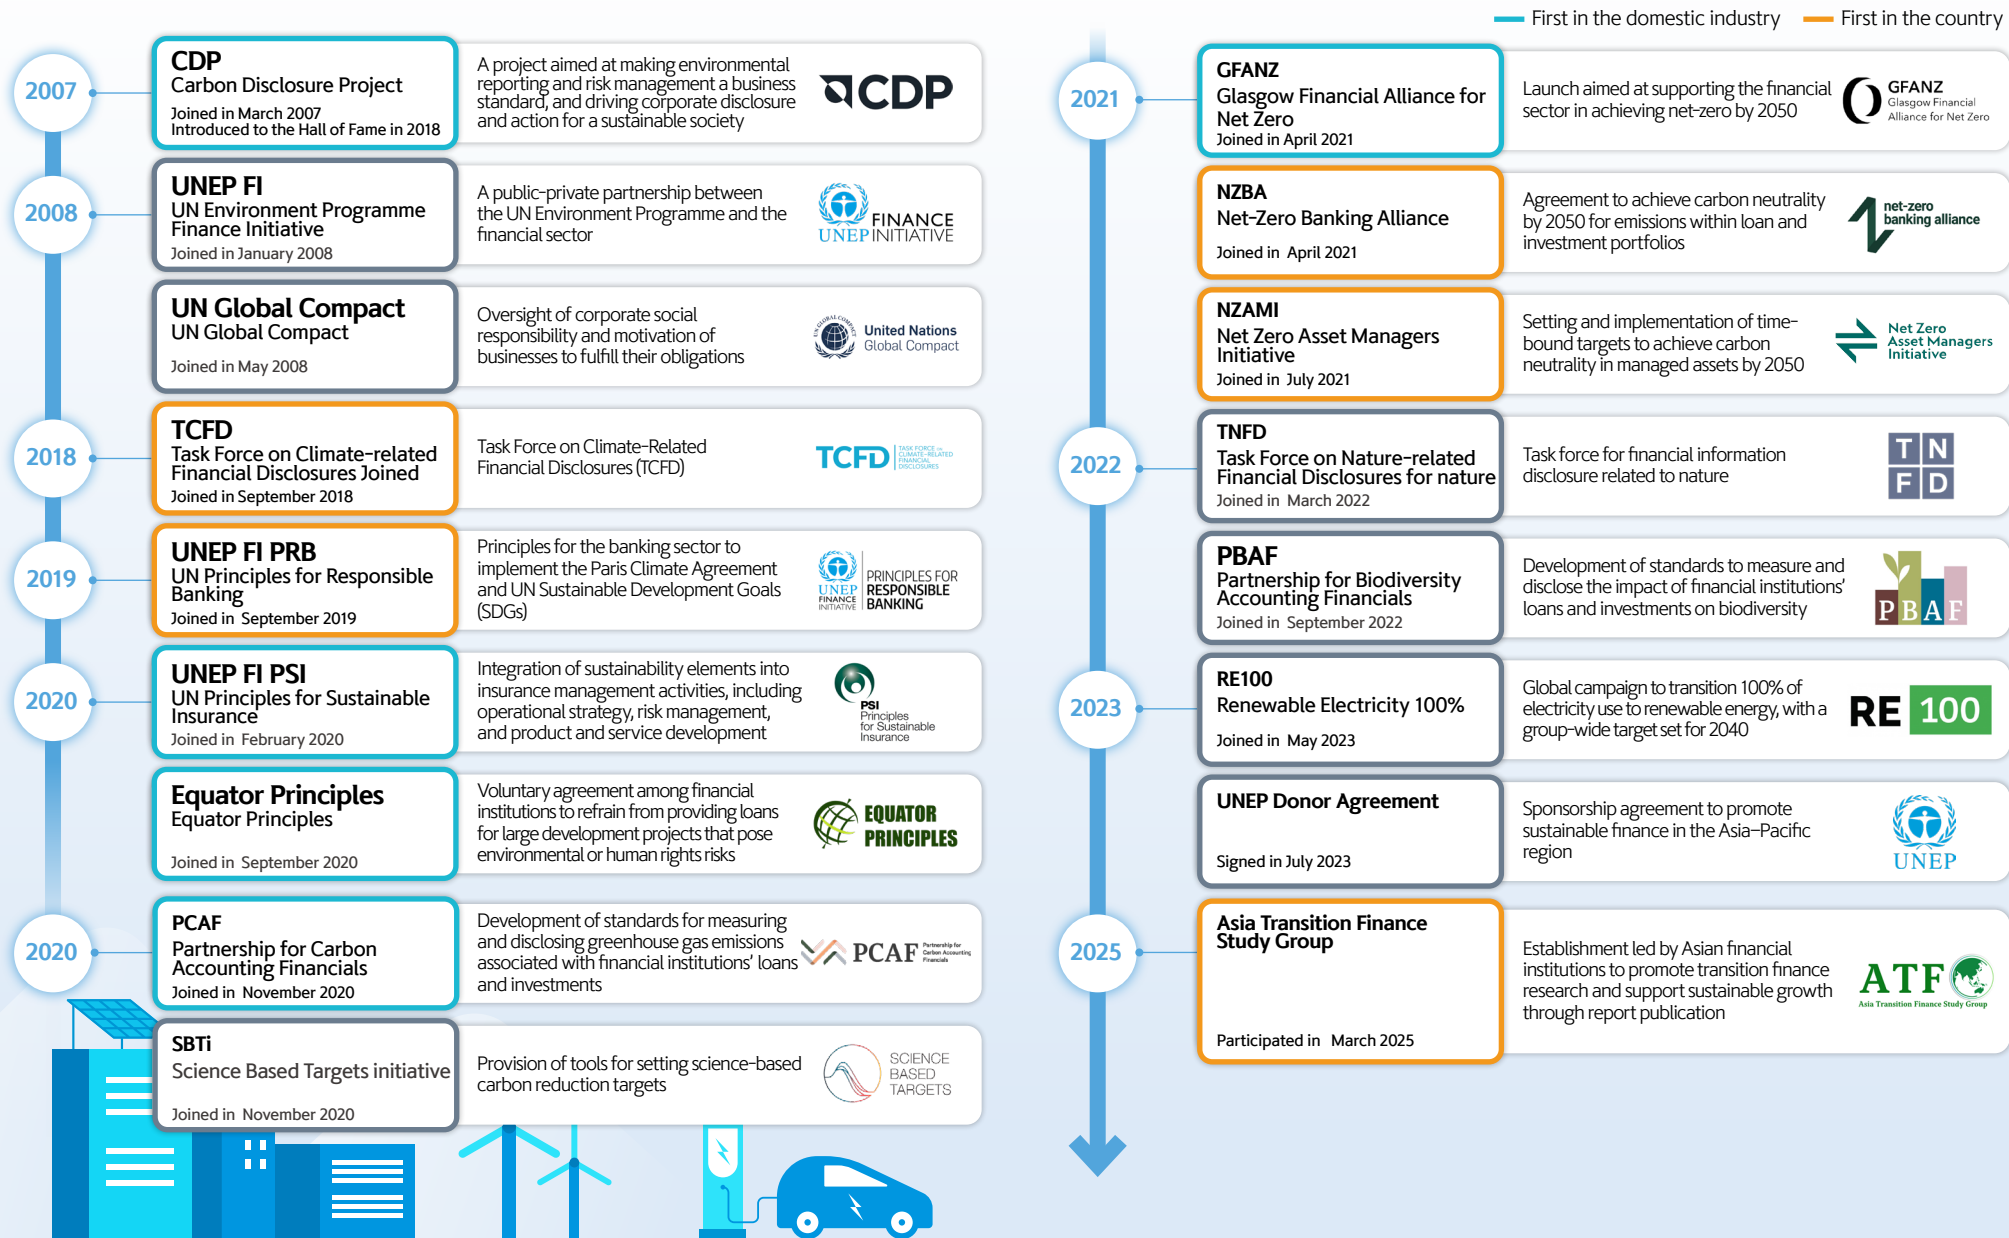 First in the domestic industry
First in the country
2007
CDP
Carbon Disclosure Project
Joined in March 2007
Introduced to the Hall of Fame in 2018
A project aimed at making environmental
reporting and risk management a business
standard, and driving corporate disclosure
and action for a sustainable society
CDP
2008
UNEP FI
UN Environment Programme
Finance Initiative
Joined in January 2008
A public-private partnership between
the UN Environment Programme and the
financial sector
UNEP
FINANCE
INITIATIVE
UN Global Compact
UN Global Compact
Joined in May 2008
Oversight of corporate social
responsibility and motivation of
businesses to fulfill their obligations
UN GLOBAL COMPACT
United Nations
Global Compact
2018
TCFD
Task Force on Climate-related
Financial Disclosures Joined
Joined in September 2018
Task Force on Climate-Related
Financial Disclosures (TCFD)
TCFD
TASK FORCE ON
CLIMATE-RELATED
FINANCIAL
DISCLOSURES
2019
UNEP FI PRB
UN Principles for Responsible
Banking
Joined in September 2019
Principles for the banking sector to
implement the Paris Climate Agreement
and UN Sustainable Development Goals
(SDGs)
UNEP
FINANCE
INITIATIVE
PRINCIPLES FOR
RESPONSIBLE
BANKING
2020
UNEP FI PSI
UN Principles for Sustainable
Insurance
Joined in February 2020
Integration of sustainability elements into
insurance management activities, including
operational strategy, risk management,
and product and service development
PSI
Principles
for Sustainable
Insurance
Equator Principles
Equator Principles
Joined in September 2020
Voluntary agreement among financial
institutions to refrain from providing loans
for large development projects that pose
environmental or human rights risks
EQUATOR
PRINCIPLES
2020
PCAF
Partnership for Carbon
Accounting Financials
Joined in November 2020
Development of standards for measuring
and disclosing greenhouse gas emissions
associated with financial institutions' loans
and investments
PCAF
Partnership for
Carbon Accounting
Financials
SBTi
Science Based Targets initiative
Joined in November 2020
Provision of tools for setting science-based
carbon reduction targets
SCIENCE
BASED
TARGETS
2021
GFANZ
Glasgow Financial Alliance for
Net Zero
Joined in April 2021
Launch aimed at supporting the financial
sector in achieving net-zero by 2050
GFANZ
Glasgow Financial
Alliance for Net Zero
NZBA
Net-Zero Banking Alliance
Joined in April 2021
Agreement to achieve carbon neutrality
by 2050 for emissions within loan and
investment portfolios
net-zero
banking alliance
NZAMI
Net Zero Asset Managers
Initiative
Joined in July 2021
Setting and implementation of time-
bound targets to achieve carbon
neutrality in managed assets by 2050
Net Zero
Asset Managers
Initiative
2022
TNFD
Task Force on Nature-related
Financial Disclosures for nature
Joined in March 2022
Task force for financial information
disclosure related to nature
T N
F D
PBAF
Partnership for Biodiversity
Accounting Financials
Joined in September 2022
Development of standards to measure and
disclose the impact of financial institutions'
loans and investments on biodiversity
PBAF
2023
RE100
Renewable Electricity 100%
Joined in May 2023
Global campaign to transition 100% of
electricity use to renewable energy, with a
group-wide target set for 2040
RE 100
UNEP Donor Agreement
Signed in July 2023
Sponsorship agreement to promote
sustainable finance in the Asia-Pacific
region
UNEP
2025
Asia Transition Finance
Study Group
Participated in March 2025
Establishment led by Asian financial
institutions to promote transition finance
research and support sustainable growth
through report publication
ATF
Asia Transition Finance Study Group